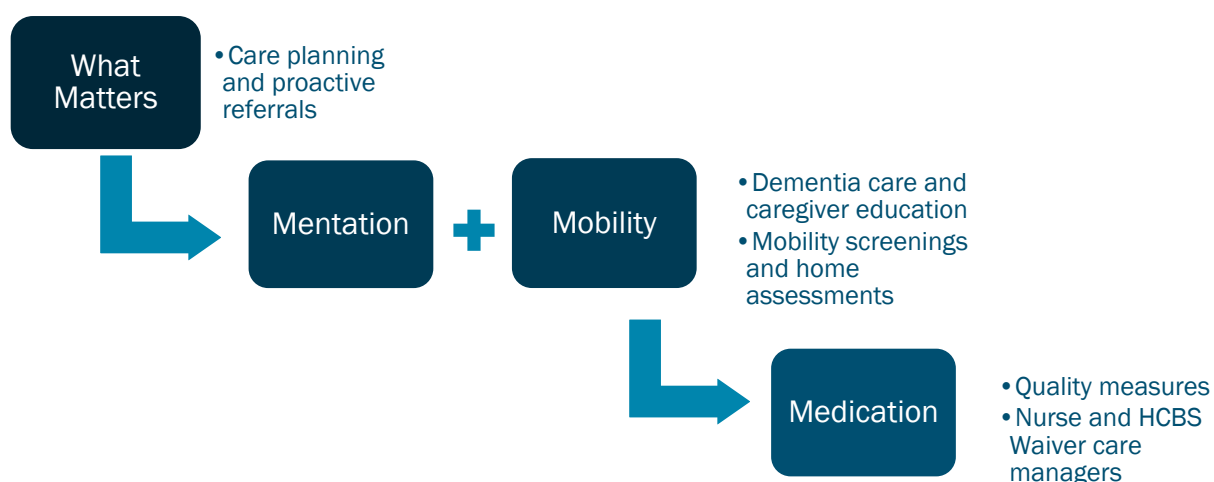 What
Matters
•Care planning
and proactive
referrals
Mentation
Mobility
•Dementia care and
caregiver education
•Mobility screenings
and home
assessments
Medication
•Quality measures
•Nurse and HCBS
Waiver care
managers